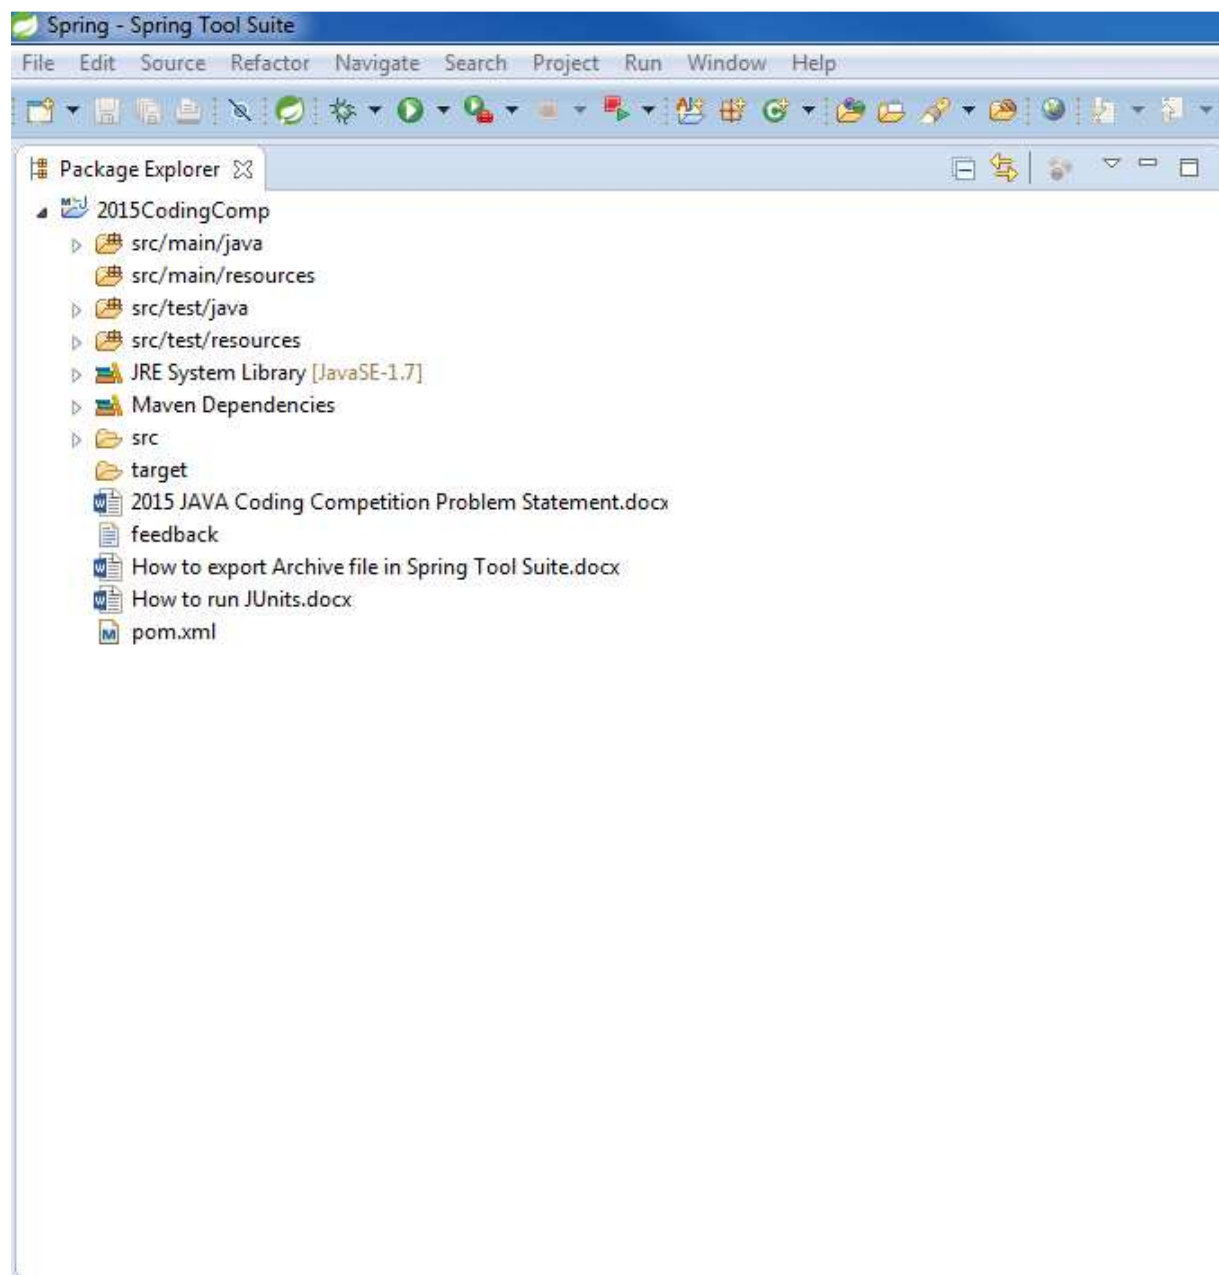 Spring - Spring Tool Suite
File Edit Source Refactor Navigate Search Project Run Window Help
Package Explorer
2015CodingComp
src/main/java
src/main/resources
src/test/java
src/test/resources
JRE System Library [JavaSE-1.7]
Maven Dependencies
src
target
2015 JAVA Coding Competition Problem Statement.docx
feedback
How to export Archive file in Spring Tool Suite.docx
How to run JUnits.docx
pom.xml